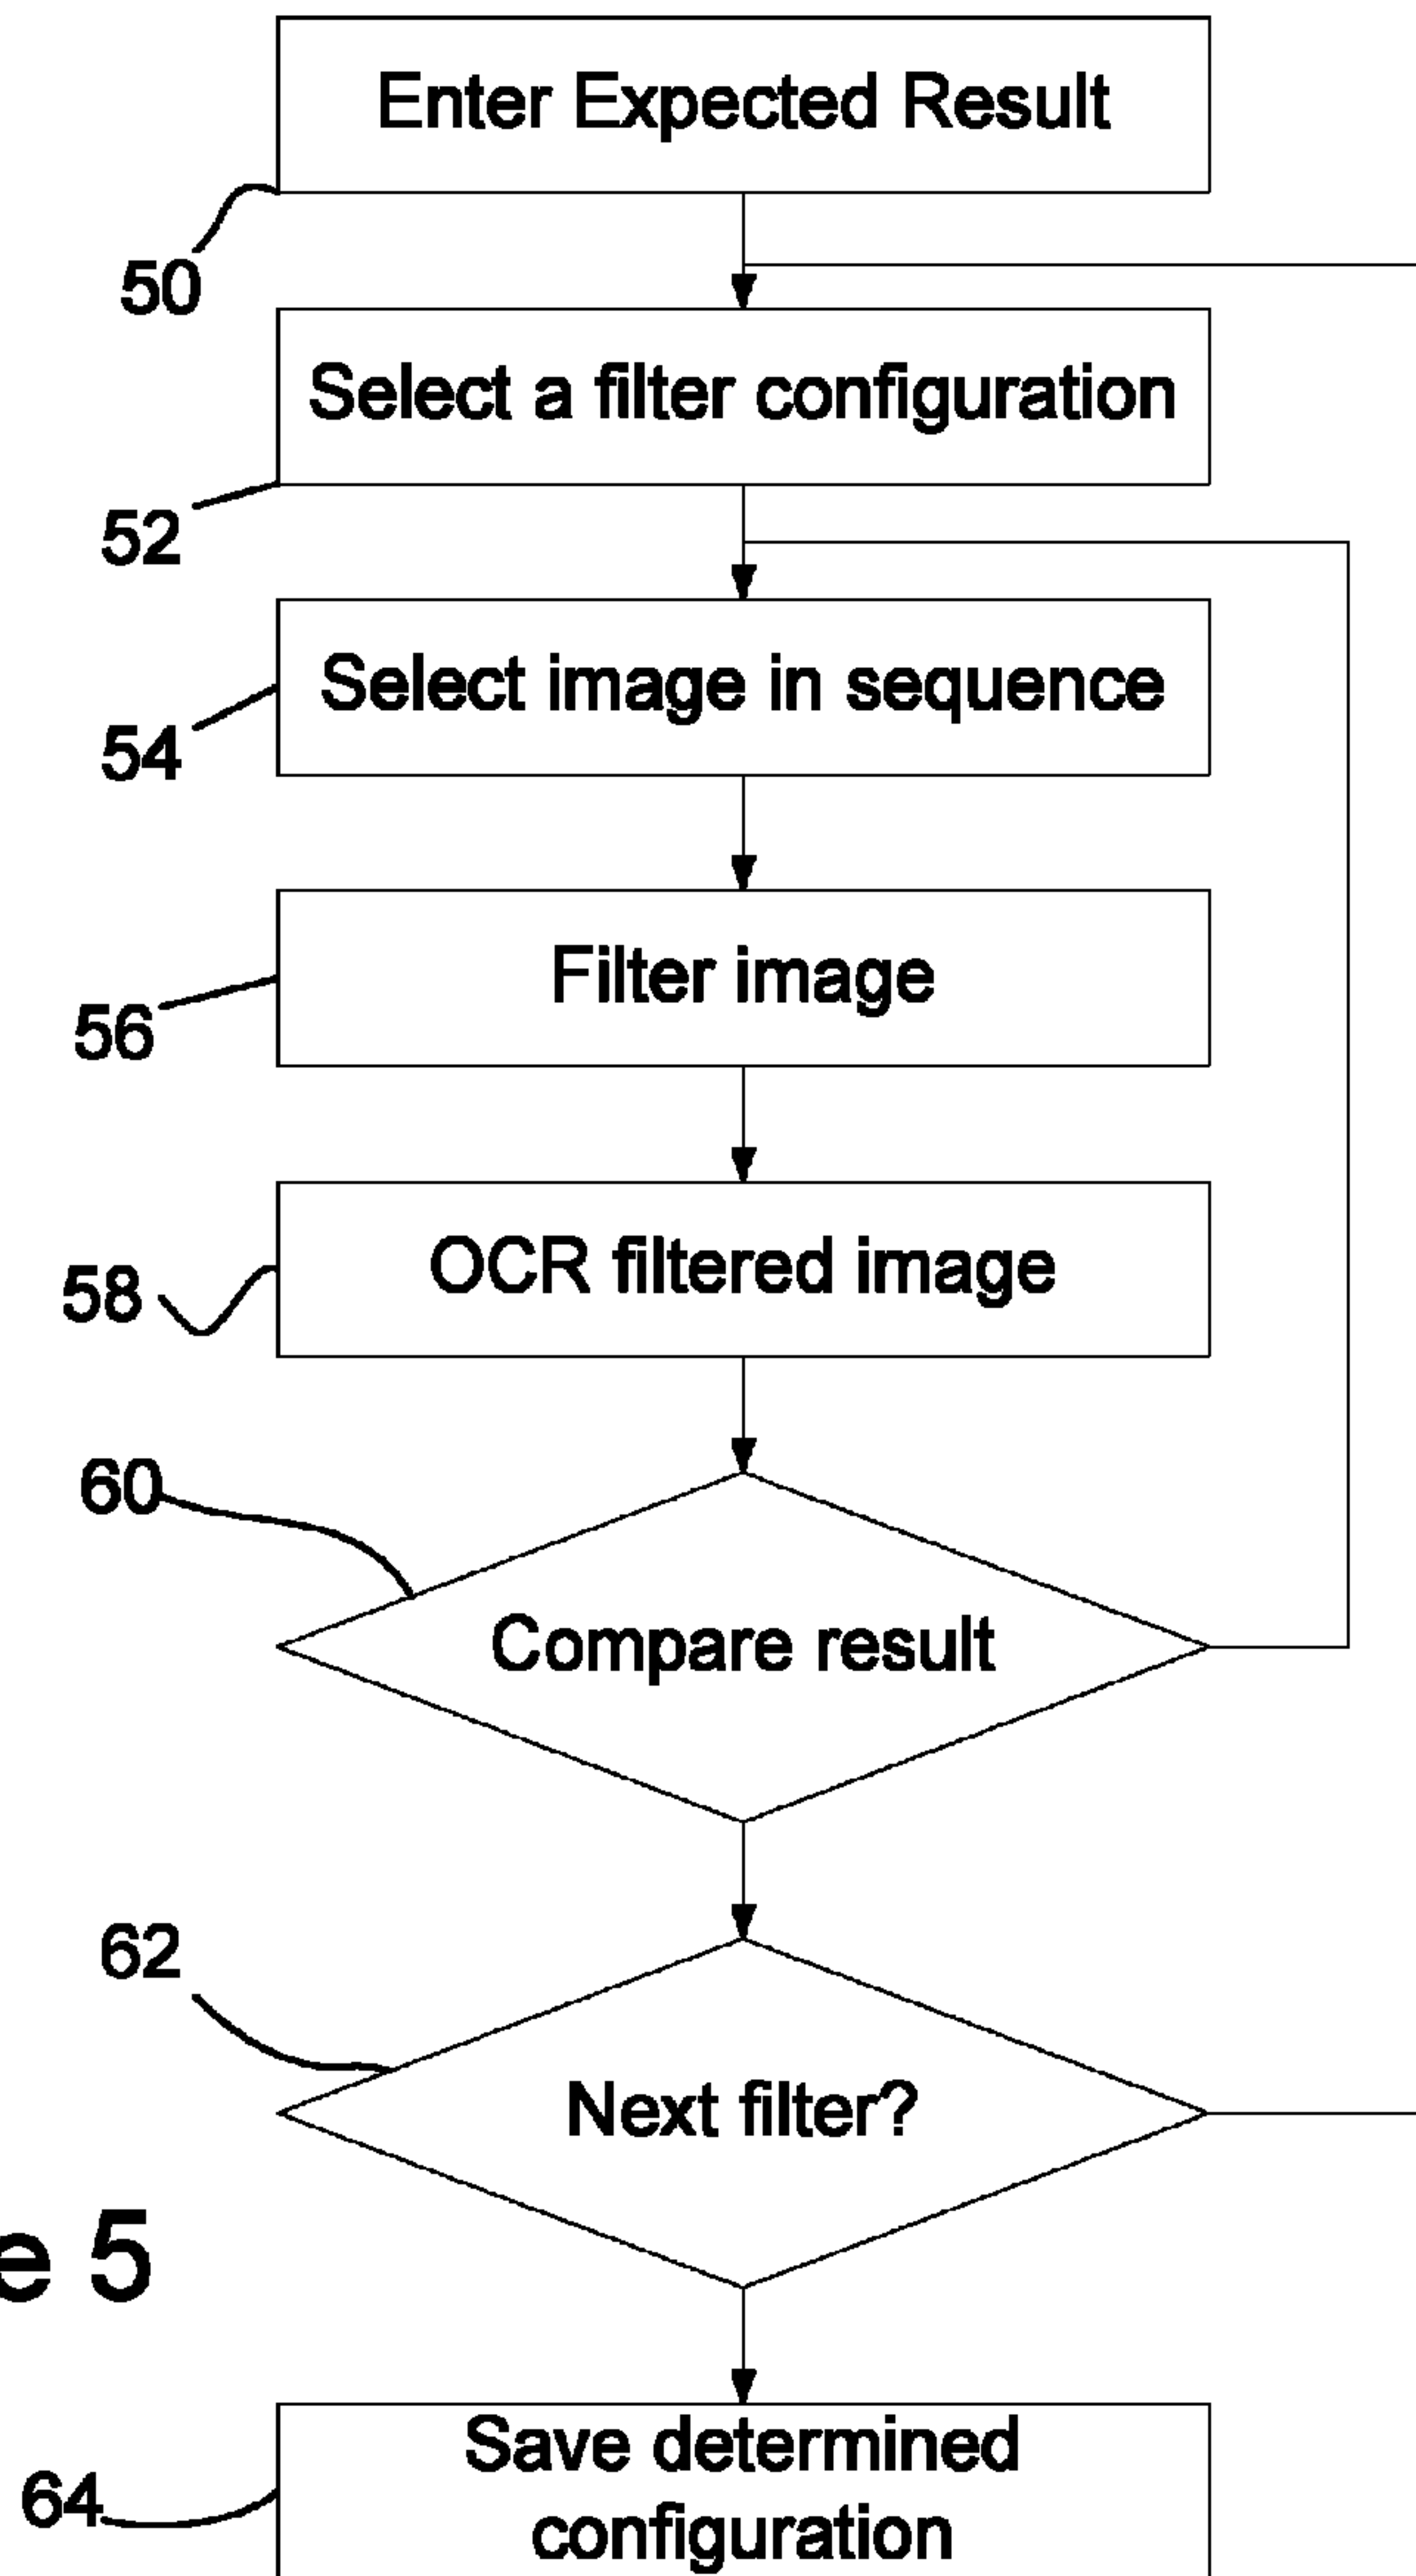 Enter Expected Result
50
Select a filter configuration
52
Select image in sequence
54
Filter image
56
OCR filtered image
58
60
Compare result
62
Next filter?
e 5
Save determined
configuration
64